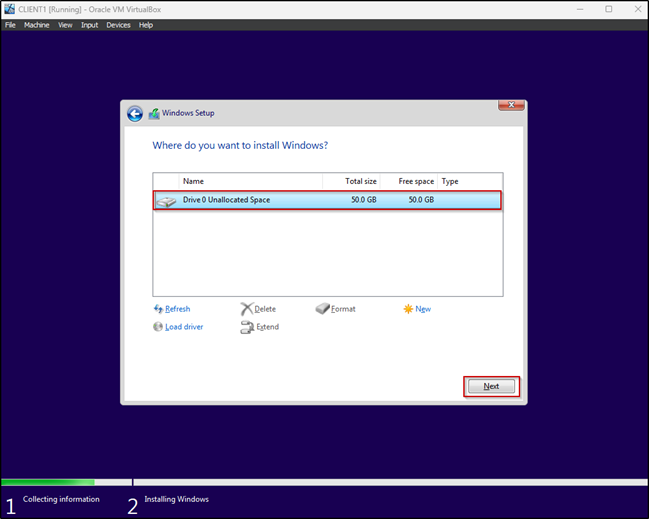 CLIENT1 [Running] - Oracle VM VirtualBox
File Machine View Input Devices Help
Windows Setup
Where do you want to install Windows?
Name Total size Free space Type
Drive 0 Unallocated Space 50.0 GB 50.0 GB
Refresh Delete Format New
Load driver Extend
Next
1 Collecting information 2 Installing Windows